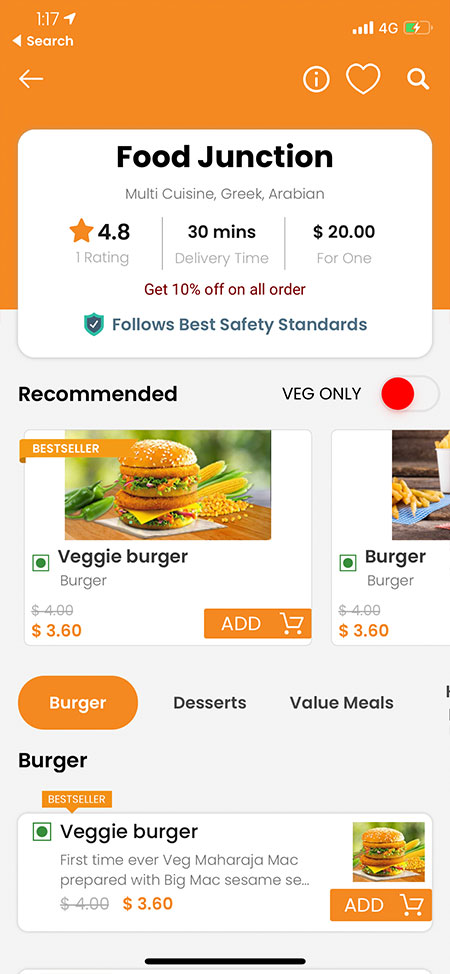 1:17
4G
Search
Food Junction
Multi Cuisine, Greek, Arabian
4.8
30 mins
$ 20.00
1 Rating
Delivery Time
For One
Get 10% off on all order
Follows Best Safety Standards
Recommended
VEG ONLY
BESTSELLER
Veggie burger
Burger
$ 4.00
$ 3.60
ADD
Burger
Burger
$ 4.00
$ 3.60
Burger
Desserts
Value Meals
Burger
BESTSELLER
Veggie burger
First time ever Veg Maharaja Mac
prepared with Big Mac sesame se...
$ 4.00 $ 3.60
ADD